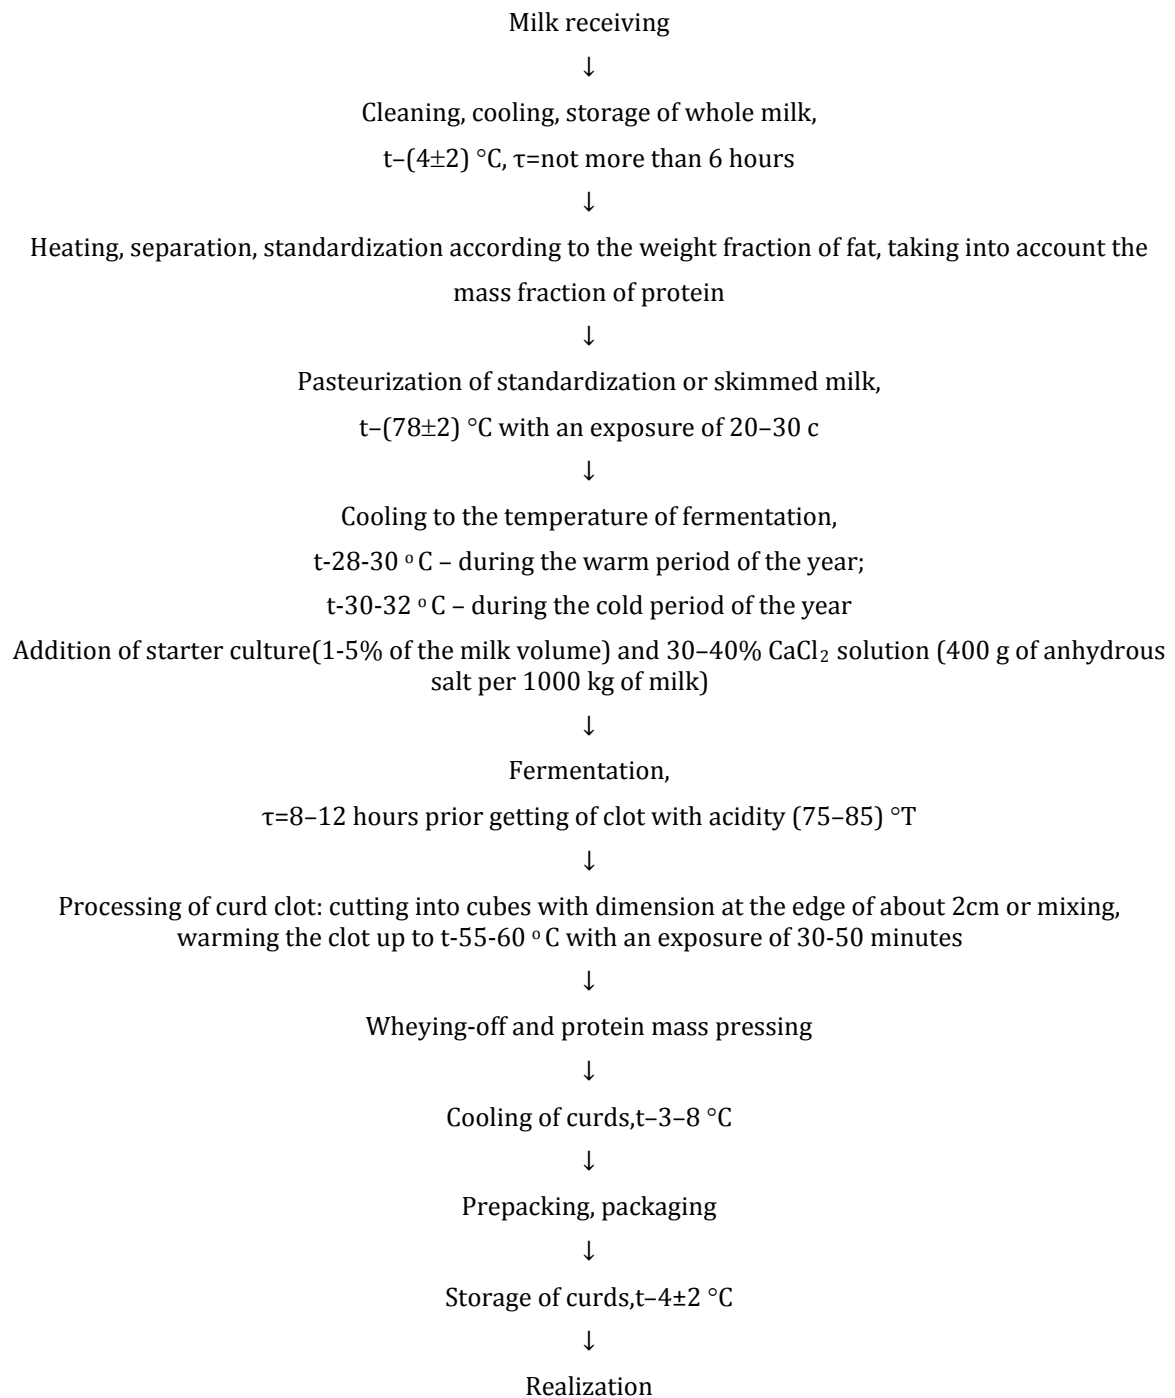 Milk receiving
↓
Cleaning, cooling, storage of whole milk,
t–(4±2) °C, τ=not more than 6 hours
↓
Heating, separation, standardization according to the weight fraction of fat, taking into account the
mass fraction of protein
↓
Pasteurization of standardization or skimmed milk,
t–(78±2) °C with an exposure of 20–30 c
↓
Cooling to the temperature of fermentation,
t-28-30 ᵒ C – during the warm period of the year;
t-30-32 ᵒ C – during the cold period of the year
Addition of starter culture(1-5% of the milk volume) and 30–40% CaCl₂ solution (400 g of anhydrous
salt per 1000 kg of milk)
↓
Fermentation,
τ=8–12 hours prior getting of clot with acidity (75–85) °T
↓
Processing of curd clot: cutting into cubes with dimension at the edge of about 2cm or mixing,
warming the clot up to t-55-60 ᵒ C with an exposure of 30-50 minutes
↓
Wheying-off and protein mass pressing
↓
Cooling of curds,t–3–8 °C
↓
Prepacking, packaging
↓
Storage of curds,t–4±2 °C
↓
Realization